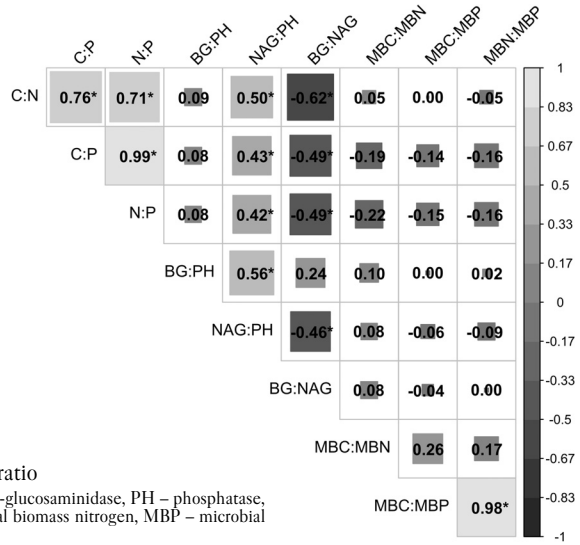 C:P N:P BG:PH NAG:PH BG:NAG MBC:MBN MBC:MBP MBN:MBP
C:N 0.76* 0.71* 0.09 0.50* -0.62* 0.05 0.00 -0.05
C:P 0.99* 0.08 0.43* -0.49* -0.19 -0.14 -0.16
N:P 0.08 0.42* -0.49* -0.22 -0.15 -0.16
BG:PH 0.56* 0.24 0.10 0.00 0.02
NAG:PH -0.46* 0.08 -0.06 -0.09
BG:NAG 0.08 -0.04 0.00
MBC:MBN 0.26 0.17
MBC:MBP 0.98*
1
0.83
0.67
0.5
0.33
0.17
0
-0.17
-0.33
-0.5
-0.67
-0.83
-1
ratio
-glucosaminidase, PH – phosphatase,
al biomass nitrogen, MBP – microbial